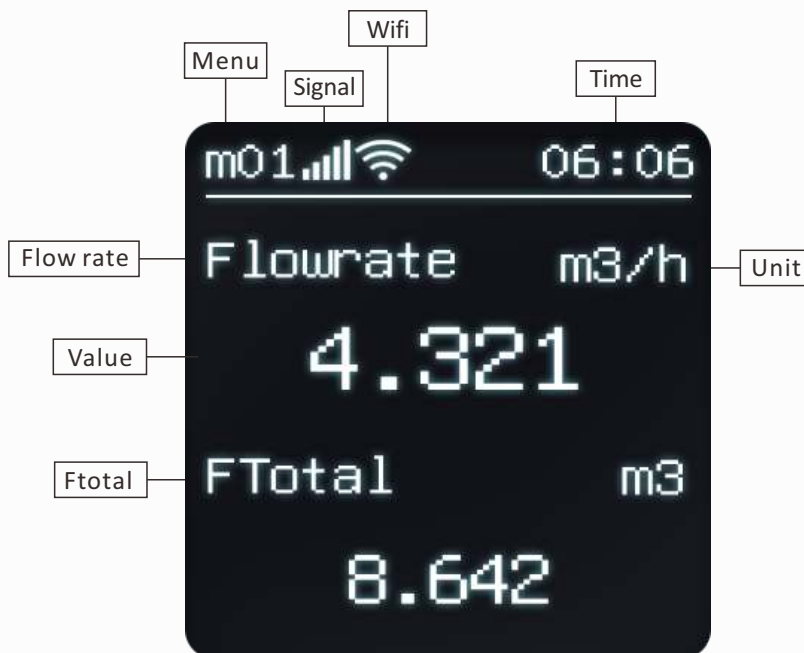 Wifi
Menu
Signal
Time
m01 06:06
Flow rate
Flowrate m3/h
Unit
Value
4.321
Ftotal
FTotal m3
8.642